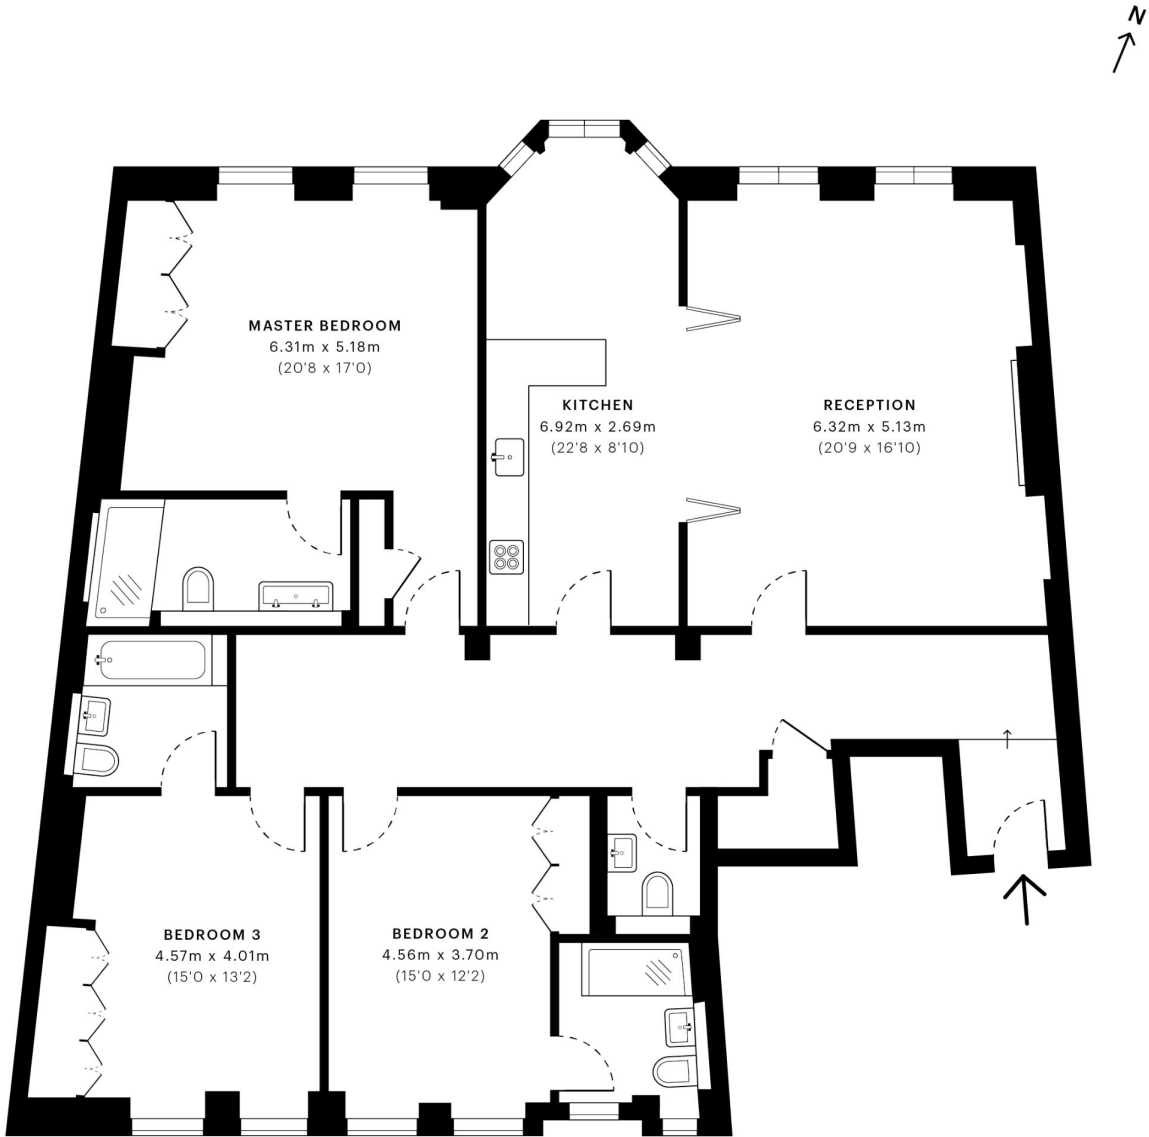 N
MASTER BEDROOM
6.31m x 5.18m
(20'8 x 17'0)
KITCHEN
6.92m x 2.69m
(22'8 x 8'10)
RECEPTION
6.32m x 5.13m
(20'9 x 16'10)
BEDROOM 3
4.57m x 4.01m
(15'0 x 13'2)
BEDROOM 2
4.56m x 3.70m
(15'0 x 12'2)